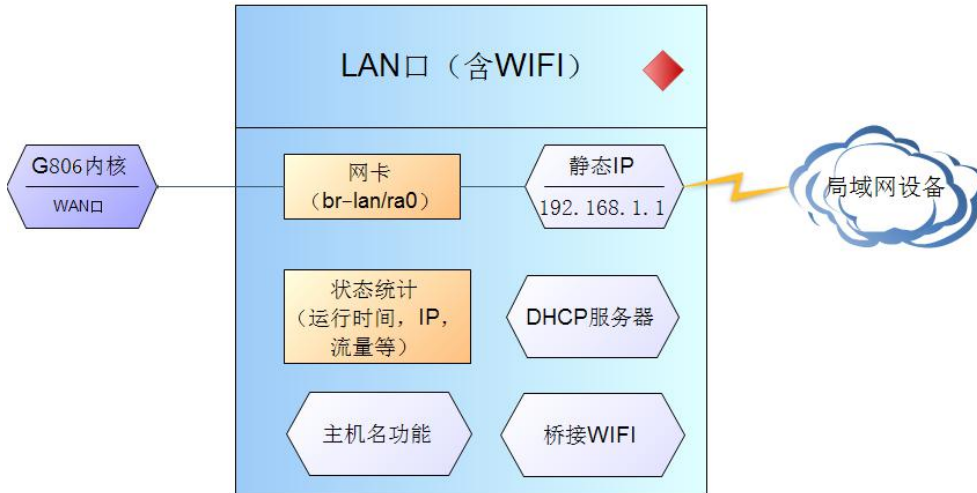 LAN口（含WIFI）
G806内核
WAN口
网卡
（br-lan/ra0）
静态IP
192.168.1.1
局域网设备
状态统计
（运行时间，IP，
流量等）
DHCP服务器
主机名功能
桥接WIFI